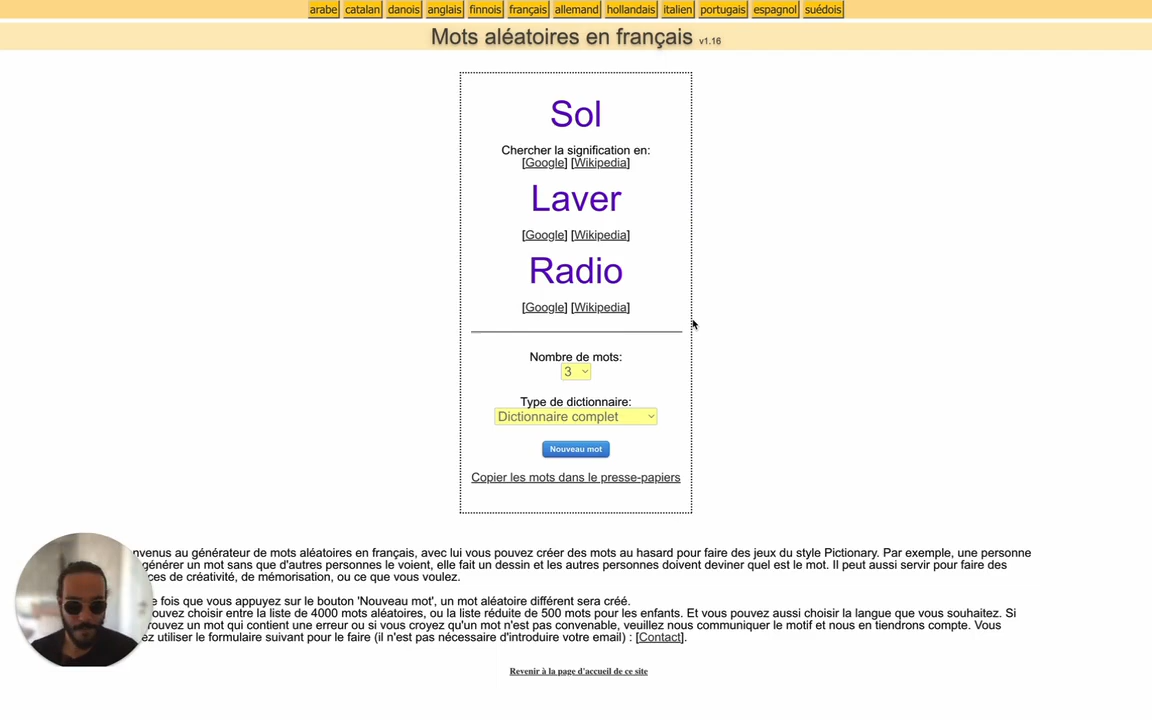 arabe catalan danois anglais finnois français allemand hollandais italien portugais espagnol suédois
Mots aléatoires en français v1.16
Sol
Chercher la signification en:
[Google] [Wikipedia]
Laver
[Google] [Wikipedia]
Radio
[Google] [Wikipedia]
Nombre de mots:
3
Type de dictionnaire:
Dictionnaire complet
Nouveau mot
Copier les mots dans le presse-papiers
nvenus au générateur de mots aléatoires en français, avec lui vous pouvez créer des mots au hasard pour faire des jeux du style Pictionary. Par exemple, une personne
générer un mot sans que d'autres personnes le voient, elle fait un dessin et les autres personnes doivent deviner quel est le mot. Il peut aussi servir pour faire des
ces de créativité, de mémorisation, ou ce que vous voulez.
e fois que vous appuyez sur le bouton 'Nouveau mot', un mot aléatoire différent sera créé.
ouvez choisir entre la liste de 4000 mots aléatoires, ou la liste réduite de 500 mots pour les enfants. Et vous pouvez aussi choisir la langue que vous souhaitez. Si
rouvez un mot qui contient une erreur ou si vous croyez qu'un mot n'est pas convenable, veuillez nous communiquer le motif et nous en tiendrons compte. Vous
ez utiliser le formulaire suivant pour le faire (il n'est pas nécessaire d'introduire votre email) : [Contact].
Revenir à la page d'accueil de ce site